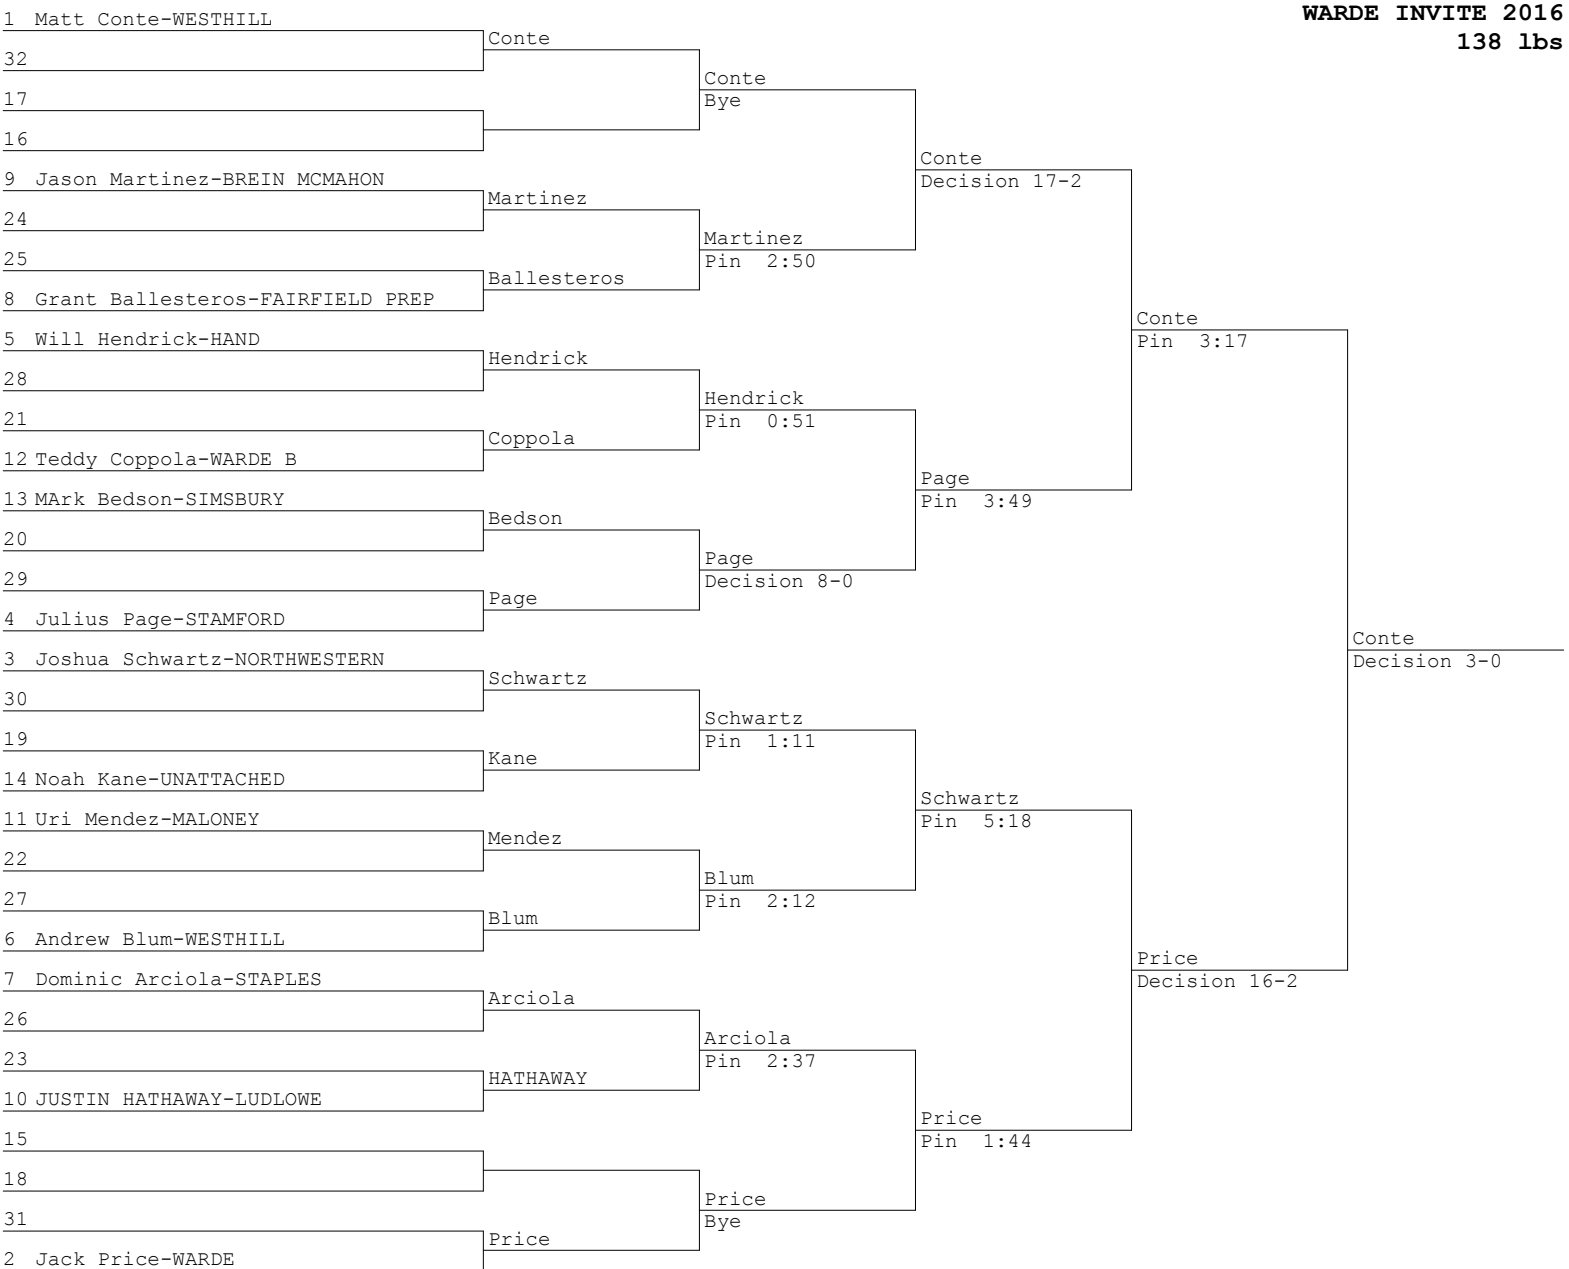 WARDE INVITE 2016
138 lbs
1 Matt Conte-WESTHILL
32
17
16
9 Jason Martinez-BREIN MCMAHON
24
25
8 Grant Ballesteros-FAIRFIELD PREP
5 Will Hendrick-HAND
28
21
12 Teddy Coppola-WARDE B
13 MArk Bedson-SIMSBURY
20
29
4 Julius Page-STAMFORD
3 Joshua Schwartz-NORTHWESTERN
30
19
14 Noah Kane-UNATTACHED
11 Uri Mendez-MALONEY
22
27
6 Andrew Blum-WESTHILL
7 Dominic Arciola-STAPLES
26
23
10 JUSTIN HATHAWAY-LUDLOWE
15
18
31
2 Jack Price-WARDE
Conte
Martinez
Ballesteros
Hendrick
Coppola
Bedson
Page
Schwartz
Kane
Mendez
Blum
Arciola
HATHAWAY
Price
Conte
Bye
Martinez
Pin 2:50
Hendrick
Pin 0:51
Page
Decision 8-0
Schwartz
Pin 1:11
Blum
Pin 2:12
Arciola
Pin 2:37
Price
Bye
Conte
Decision 17-2
Page
Pin 3:49
Schwartz
Pin 5:18
Price
Pin 1:44
Conte
Pin 3:17
Price
Decision 16-2
Conte
Decision 3-0